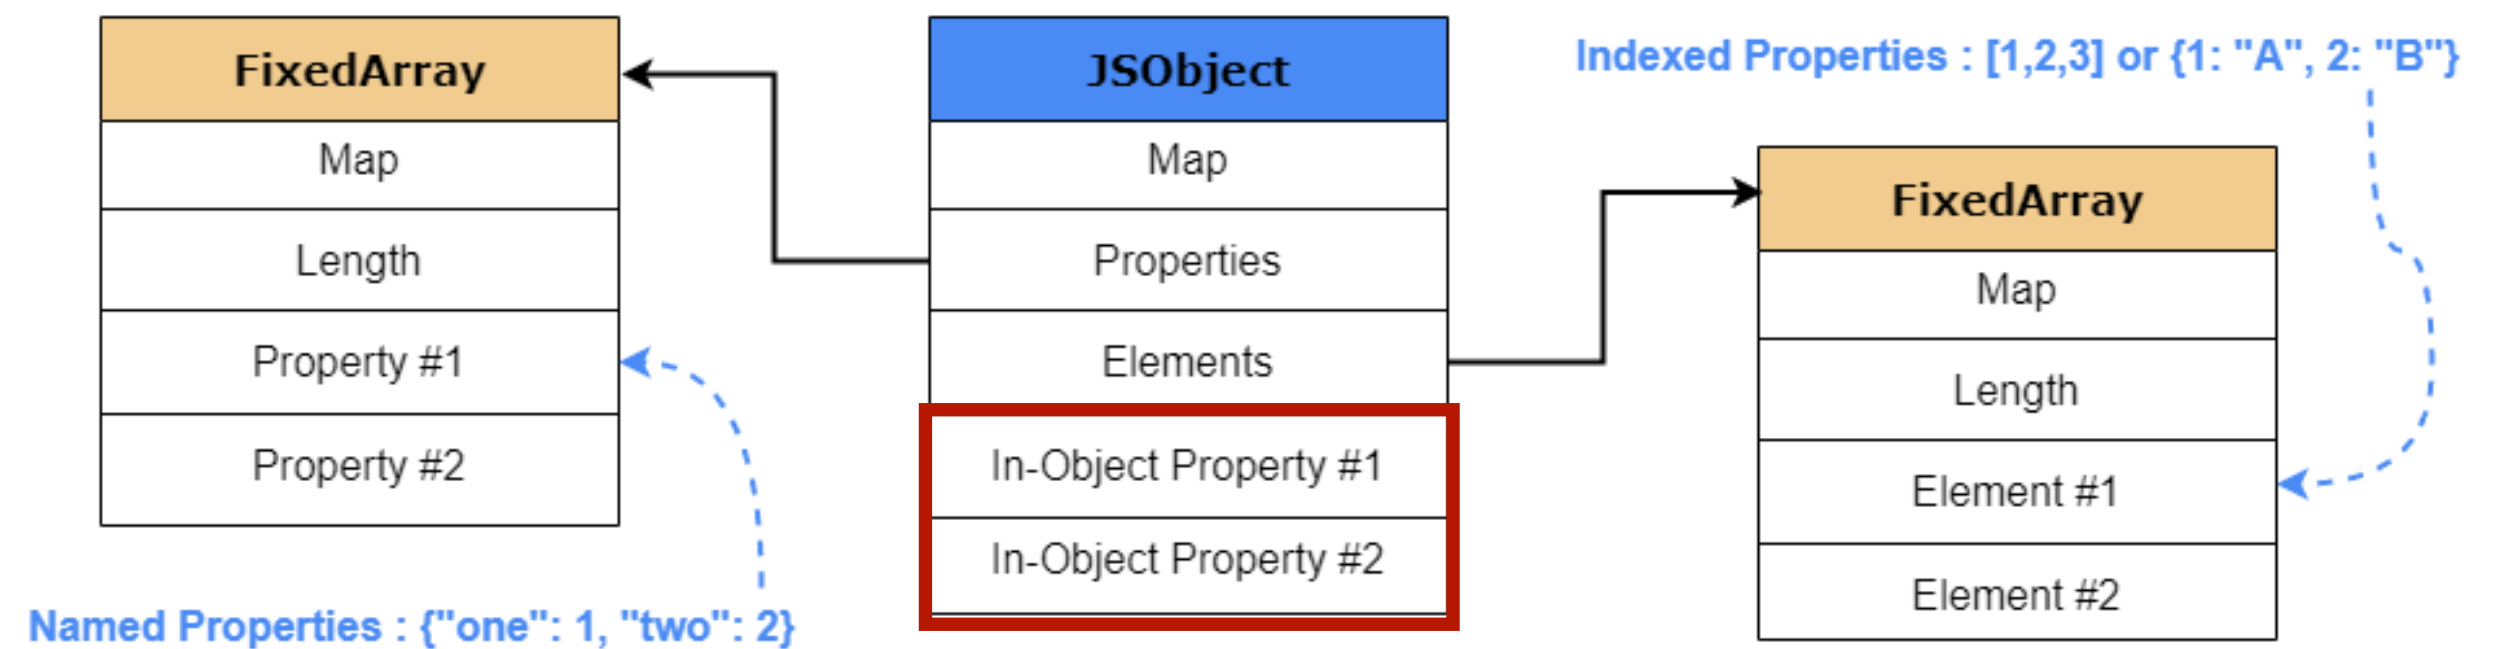 FixedArray
Map
Length
Property #1
Property #2
Named Properties : {"one": 1, "two": 2}
JSObject
Map
Properties
Elements
In-Object Property #1
In-Object Property #2
Indexed Properties : [1,2,3] or {1: "A", 2: "B"}
FixedArray
Map
Length
Element #1
Element #2